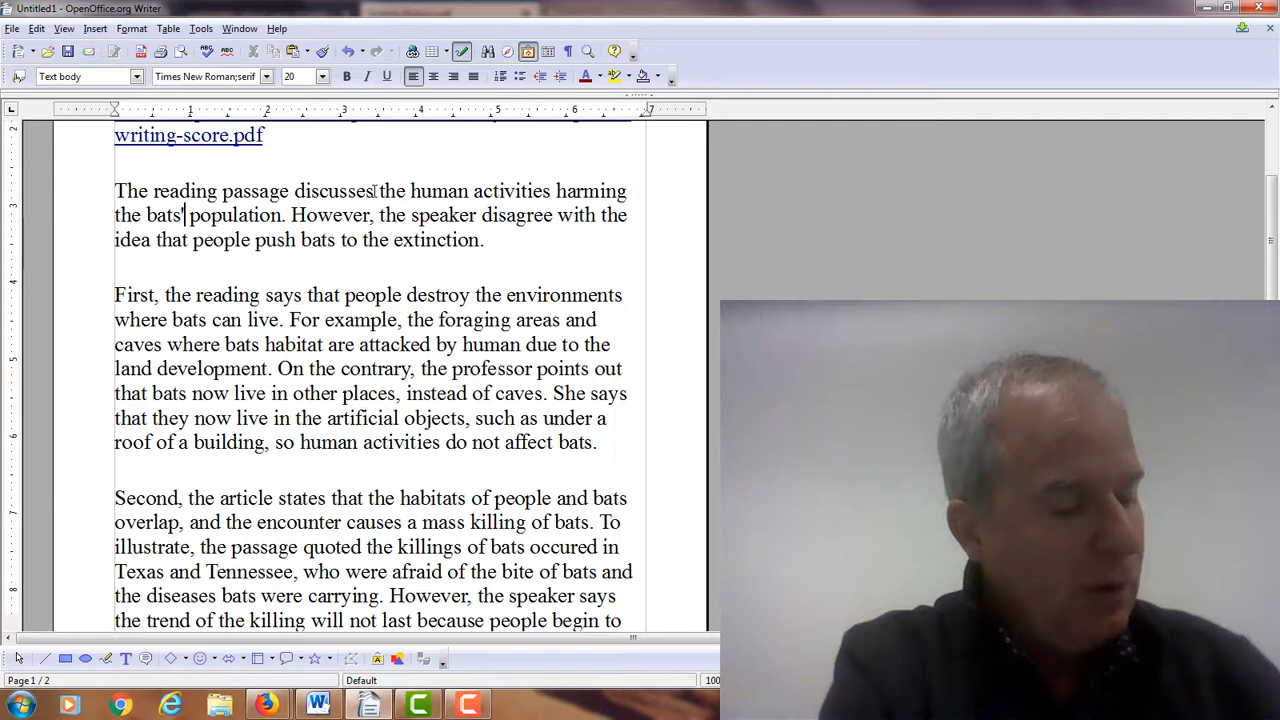 Untitled1 - OpenOffice.org Writer
File Edit View Insert Format Table Tools Window Help
Text body Times New Roman;serif 20
1 2 3 4 5 6 7
writing-score.pdf
The reading passage discusses the human activities harming
the bats' population. However, the speaker disagree with the
idea that people push bats to the extinction.
First, the reading says that people destroy the environments
where bats can live. For example, the foraging areas and
caves where bats habitat are attacked by human due to the
land development. On the contrary, the professor points out
that bats now live in other places, instead of caves. She says
that they now live in the artificial objects, such as under a
roof of a building, so human activities do not affect bats.
Second, the article states that the habitats of people and bats
overlap, and the encounter causes a mass killing of bats. To
illustrate, the passage quoted the killings of bats occured in
Texas and Tennessee, who were afraid of the bite of bats and
the diseases bats were carrying. However, the speaker says
the trend of the killing will not last because people begin to
Page 1 / 2 Default 100